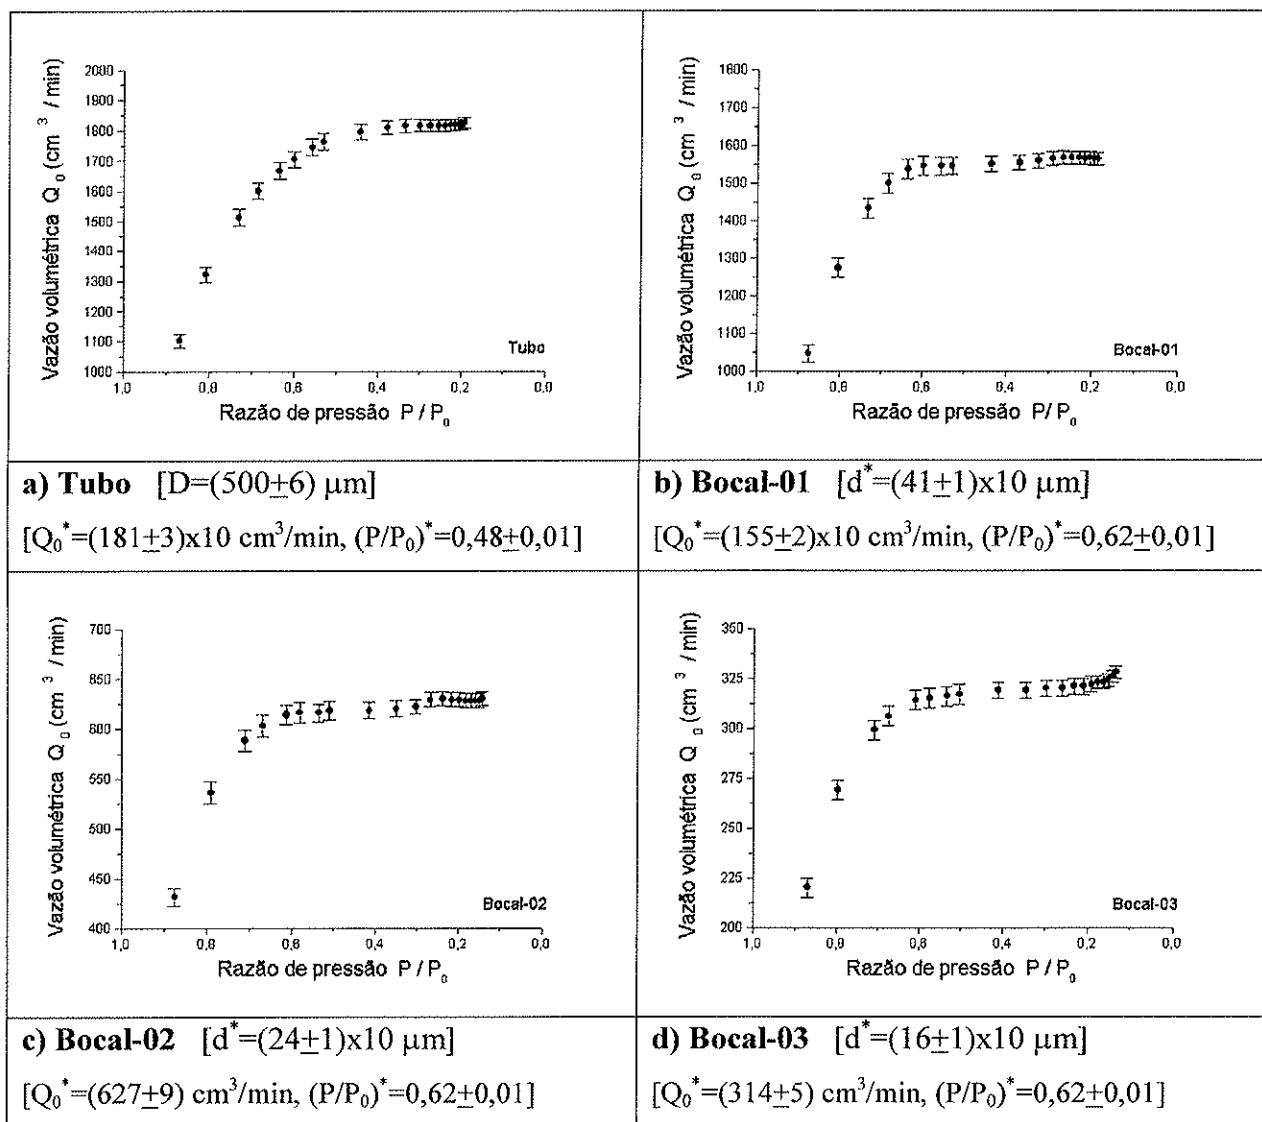 Vazão volumétrica Q₀ (cm³ / min)
2000
1900
1800
1700
1600
1500
1400
1300
1200
1100
1000
1,0 0,8 0,6 0,4 0,2 0,0
Tubo
Razão de pressão P / P₀
Vazão volumétrica Q₀ (cm³ / min)
1800
1700
1600
1500
1400
1300
1200
1100
1000
1,0 0,8 0,6 0,4 0,2 0,0
Bocal-01
Razão de pressão P / P₀
a) Tubo [D=(500±6) μm]
[Q₀*=(181±3)x10 cm³/min, (P/P₀)*=0,48±0,01]
b) Bocal-01 [d*=(41±1)x10 μm]
[Q₀*=(155±2)x10 cm³/min, (P/P₀)*=0,62±0,01]
Vazão volumétrica Q₀ (cm³ / min)
700
650
600
550
500
450
400
1,0 0,8 0,6 0,4 0,2 0,0
Bocal-02
Razão de pressão P / P₀
Vazão volumétrica Q₀ (cm³ / min)
350
325
300
275
250
225
200
1,0 0,8 0,6 0,4 0,2 0,0
Bocal-03
Razão de pressão P / P₀
c) Bocal-02 [d*=(24±1)x10 μm]
[Q₀*=(627±9) cm³/min, (P/P₀)*=0,62±0,01]
d) Bocal-03 [d*=(16±1)x10 μm]
[Q₀*=(314±5) cm³/min, (P/P₀)*=0,62±0,01]